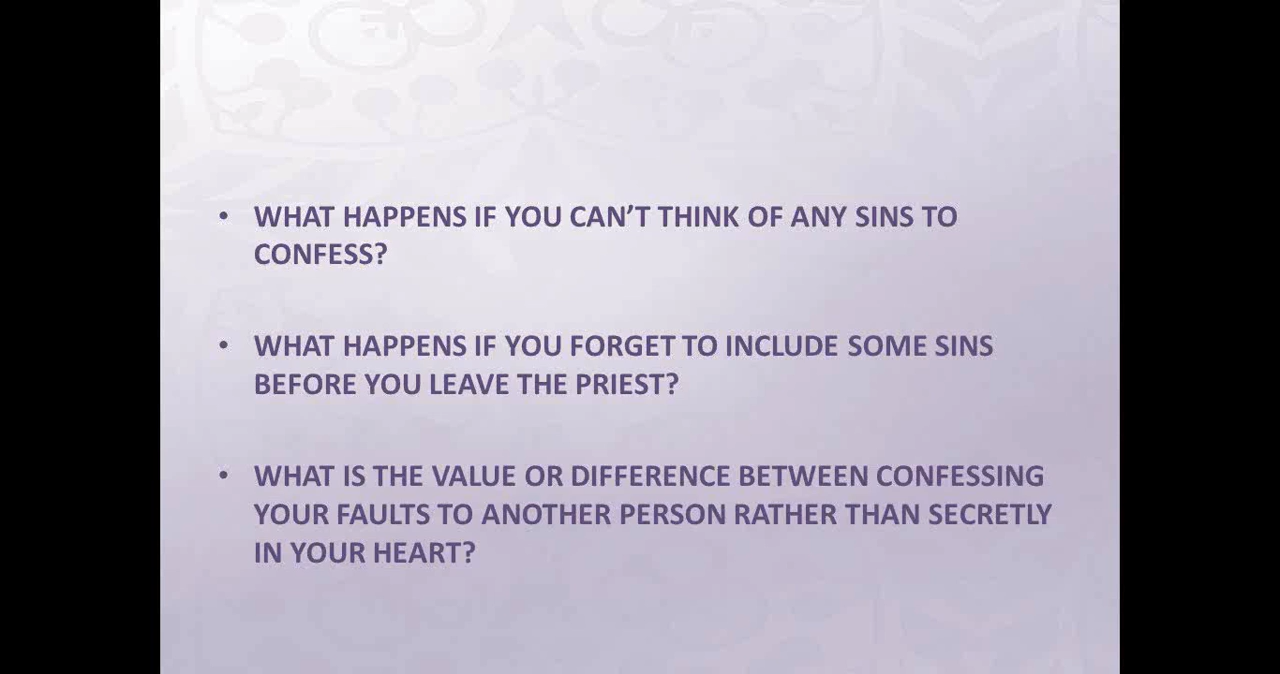 • WHAT HAPPENS IF YOU CAN’T THINK OF ANY SINS TO
CONFESS?
• WHAT HAPPENS IF YOU FORGET TO INCLUDE SOME SINS
BEFORE YOU LEAVE THE PRIEST?
• WHAT IS THE VALUE OR DIFFERENCE BETWEEN CONFESSING
YOUR FAULTS TO ANOTHER PERSON RATHER THAN SECRETLY
IN YOUR HEART?